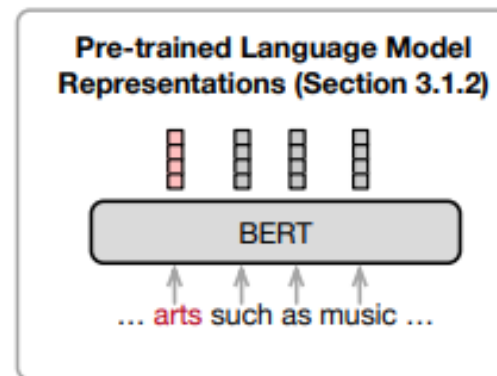 Pre-trained Language Model
Representations (Section 3.1.2)
BERT
... arts such as music ...